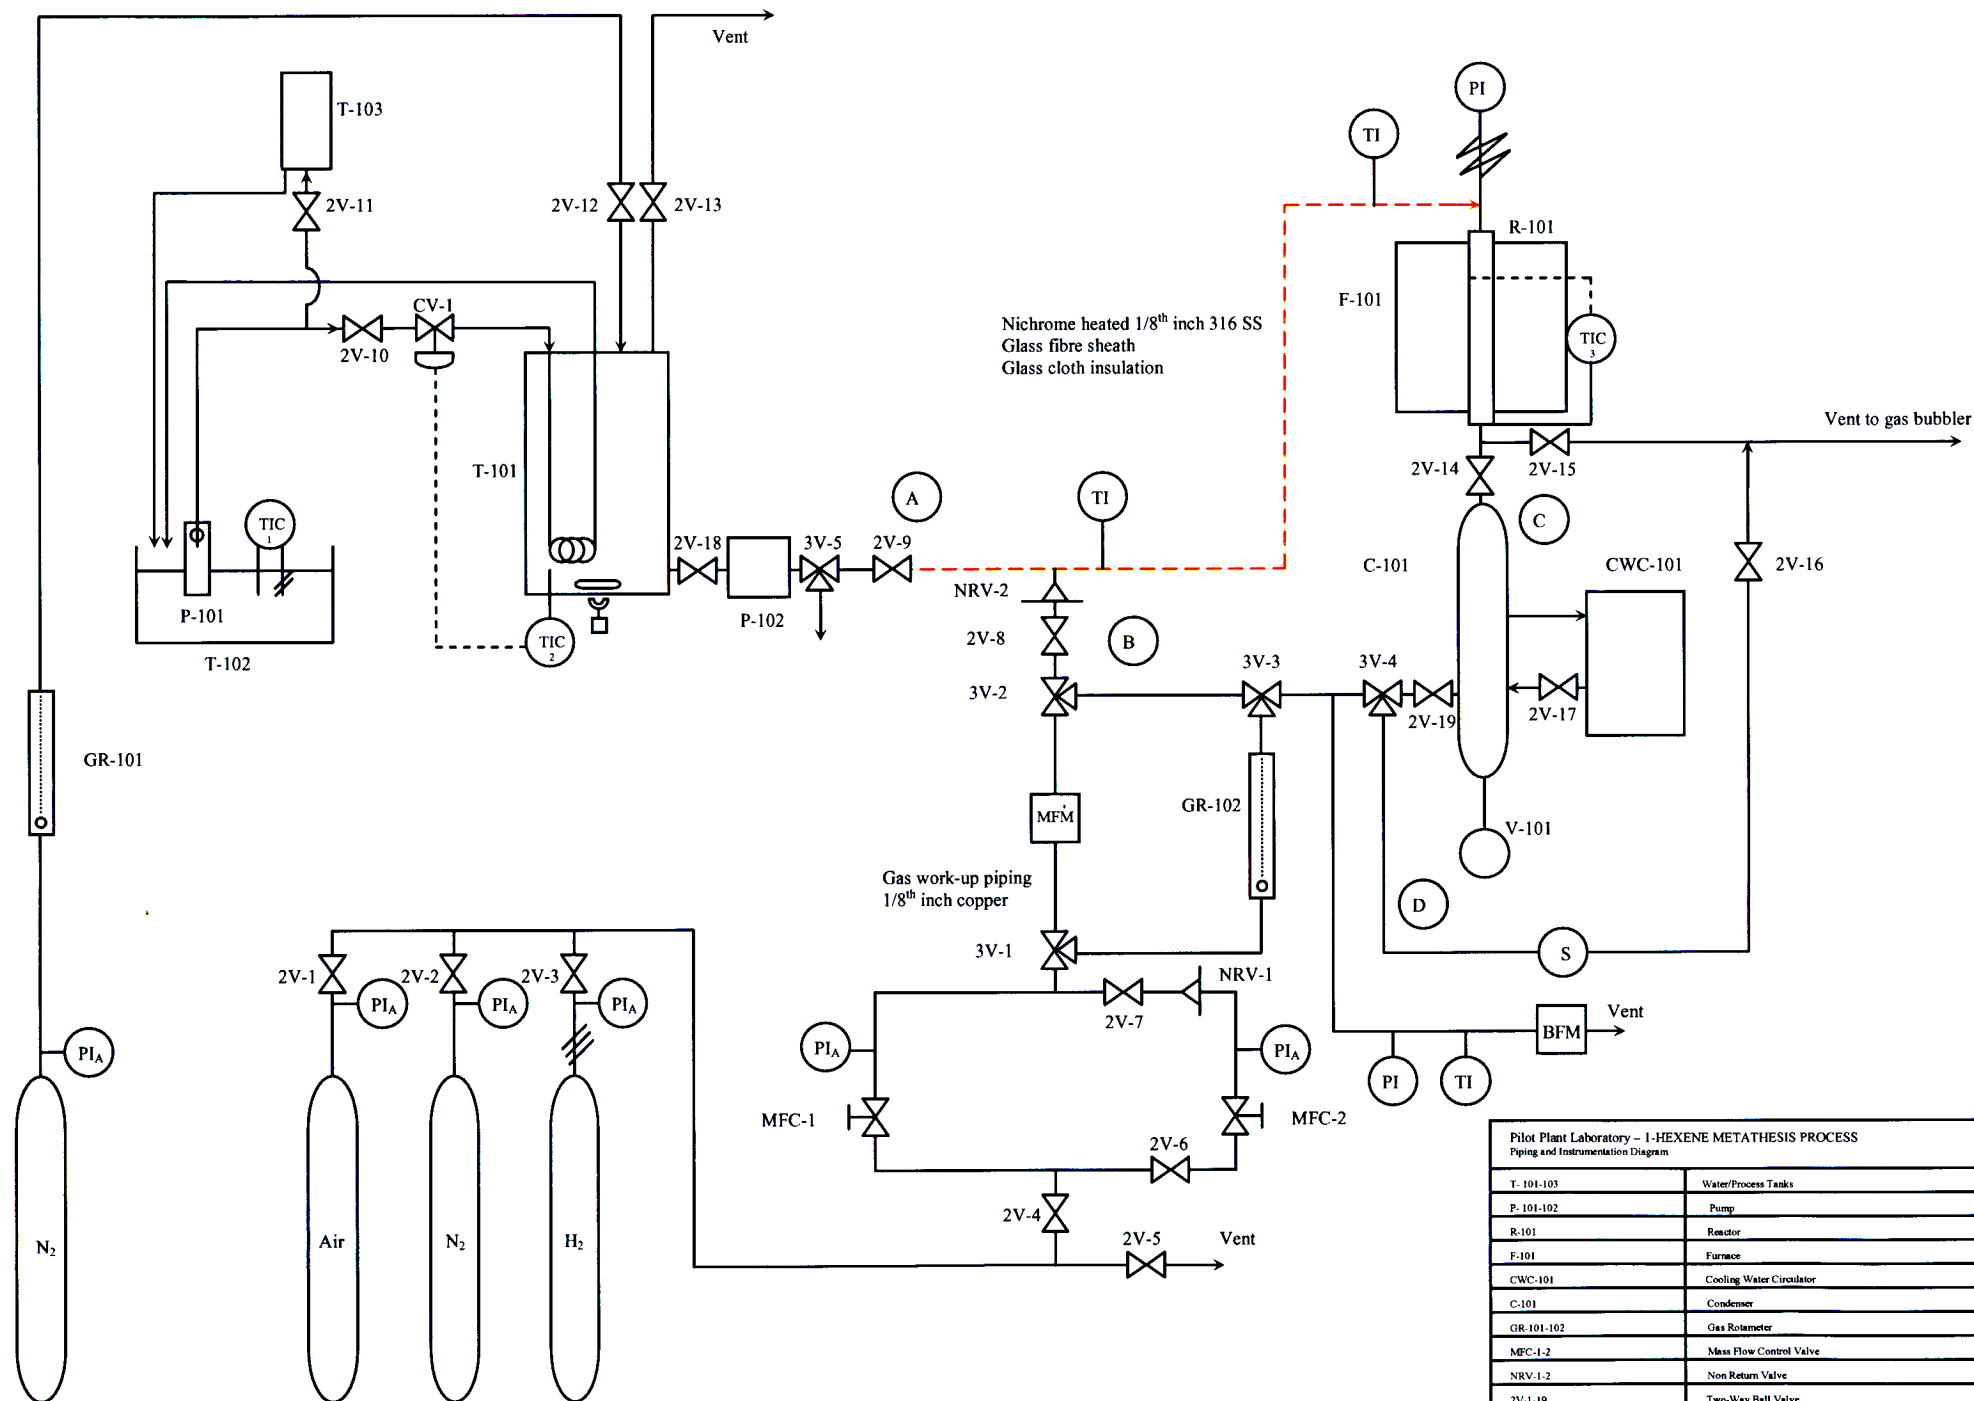 Vent
T-103
PI
TI
2V-11
2V-12
2V-13
R-101
CV-1
F-101
Nichrome heated 1/8th inch 316 SS
Glass fibre sheath
Glass cloth insulation
TIC
3
2V-10
Vent to gas bubbler
T-101
2V-14
2V-15
A
TI
C
TIC
1
2V-18
3V-5
2V-9
C-101
CWC-101
2V-16
NRV-2
P-101
P-102
2V-8
B
TIC
2
T-102
3V-3
3V-4
3V-2
2V-19
2V-17
GR-101
GR-102
MFM
V-101
Gas work-up piping
1/8th inch copper
D
3V-1
S
2V-1
2V-2
2V-3
NRV-1
PIA
PIA
PIA
2V-7
Vent
BFM
PIA
PIA
PIA
PI
TI
MFC-1
MFC-2
2V-6
2V-4
2V-5
Vent
N2
Air
N2
H2
Pilot Plant Laboratory – 1-HEXENE METATHESIS PROCESS
Piping and Instrumentation Diagram
T- 101-103 Water/Process Tanks
P- 101-102 Pump
R-101 Reactor
F-101 Furnace
CWC-101 Cooling Water Circulator
C-101 Condenser
GR-101-102 Gas Rotameter
MFC-1-2 Mass Flow Control Valve
NRV-1-2 Non Return Valve
2V-1-19 Two-Way Ball Valve